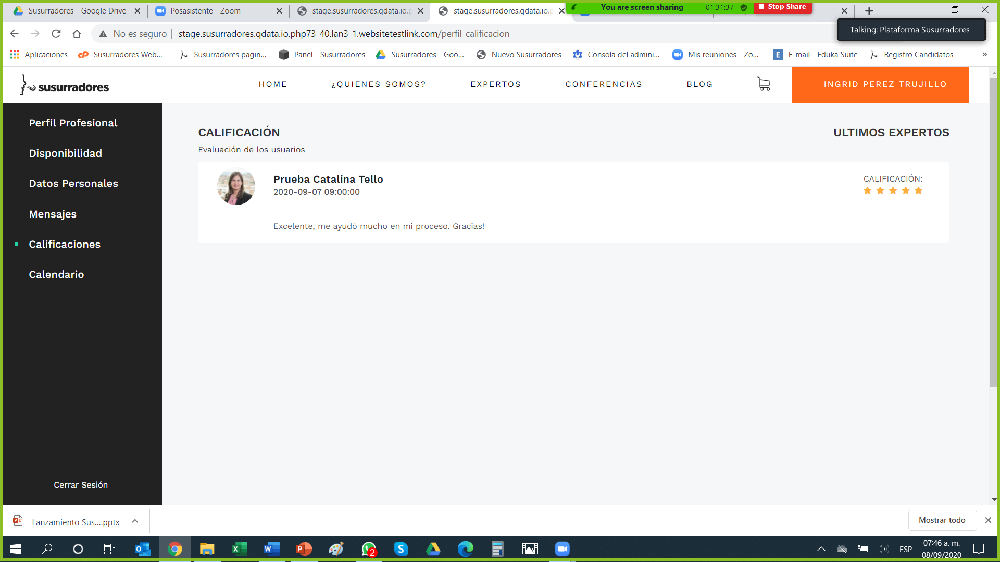 Susurradores - Google Drive
Posasistente - Zoom
stage.susurradores.qdata.io.p
stage.susurradores.qdata.io.p
You are screen sharing
01:31:37
Stop Share
Talking: Plataforma Susurradores
No es seguro
stage.susurradores.qdata.io.php73-40.lan3-1.websitetestlink.com/perfil-calificacion
Aplicaciones
cP
Susurradores Web...
Susurradores pagin...
Panel - Susurradores
Susurradores - Goo...
Nuevo Susurradores
Consola del admini...
Mis reuniones - Zo...
E
E-mail - Eduka Suite
Registro Candidatos
»
susurradores
HOME
¿QUIENES SOMOS?
EXPERTOS
CONFERENCIAS
BLOG
INGRID PEREZ TRUJILLO
Perfil Profesional
Disponibilidad
Datos Personales
Mensajes
Calificaciones
Calendario
Cerrar Sesión
CALIFICACIÓN
ULTIMOS EXPERTOS
Evaluación de los usuarios
Prueba Catalina Tello
2020-09-07 09:00:00
CALIFICACIÓN:
Excelente, me ayudó mucho en mi proceso. Gracias!
Lanzamiento Sus....pptx
Mostrar todo
2
ESP
07:46 a. m.
08/09/2020